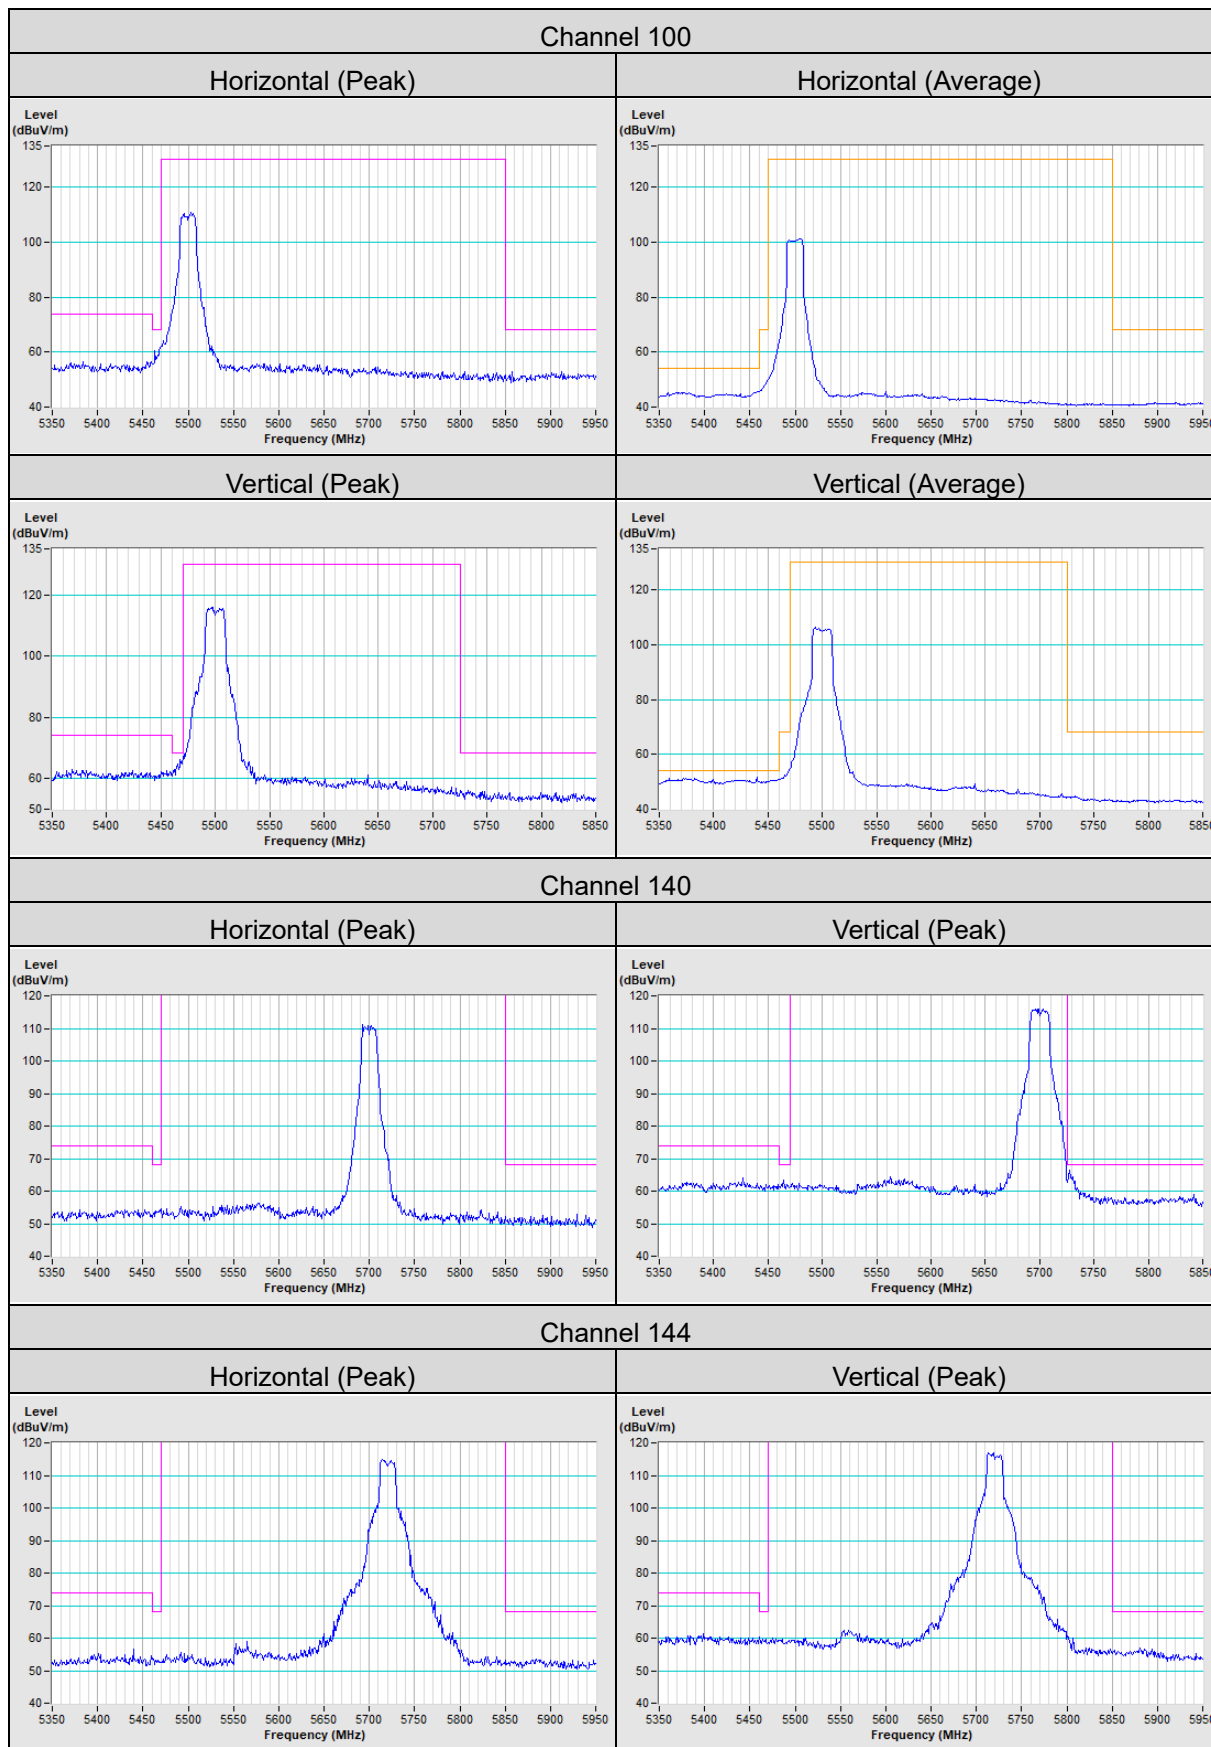 Channel 100
Horizontal (Peak)
Horizontal (Average)
Level
(dBuV/m)
135
120
100
80
60
40
5350 5400 5450 5500 5550 5600 5650 5700 5750 5800 5850 5900 5950
Frequency (MHz)
Level
(dBuV/m)
135
120
100
80
60
40
5350 5400 5450 5500 5550 5600 5650 5700 5750 5800 5850 5900 5950
Frequency (MHz)
Vertical (Peak)
Vertical (Average)
Level
(dBuV/m)
135
120
100
80
60
50
5350 5400 5450 5500 5550 5600 5650 5700 5750 5800 5850
Frequency (MHz)
Level
(dBuV/m)
135
120
100
80
60
40
5350 5400 5450 5500 5550 5600 5650 5700 5750 5800 5850
Frequency (MHz)
Channel 140
Horizontal (Peak)
Vertical (Peak)
Level
(dBuV/m)
120
110
100
90
80
70
60
50
40
5350 5400 5450 5500 5550 5600 5650 5700 5750 5800 5850 5900 5950
Frequency (MHz)
Level
(dBuV/m)
120
110
100
90
80
70
60
50
40
5350 5400 5450 5500 5550 5600 5650 5700 5750 5800 5850
Frequency (MHz)
Channel 144
Horizontal (Peak)
Vertical (Peak)
Level
(dBuV/m)
120
110
100
90
80
70
60
50
40
5350 5400 5450 5500 5550 5600 5650 5700 5750 5800 5850 5900 5950
Frequency (MHz)
Level
(dBuV/m)
120
110
100
90
80
70
60
50
40
5350 5400 5450 5500 5550 5600 5650 5700 5750 5800 5850 5900 5950
Frequency (MHz)